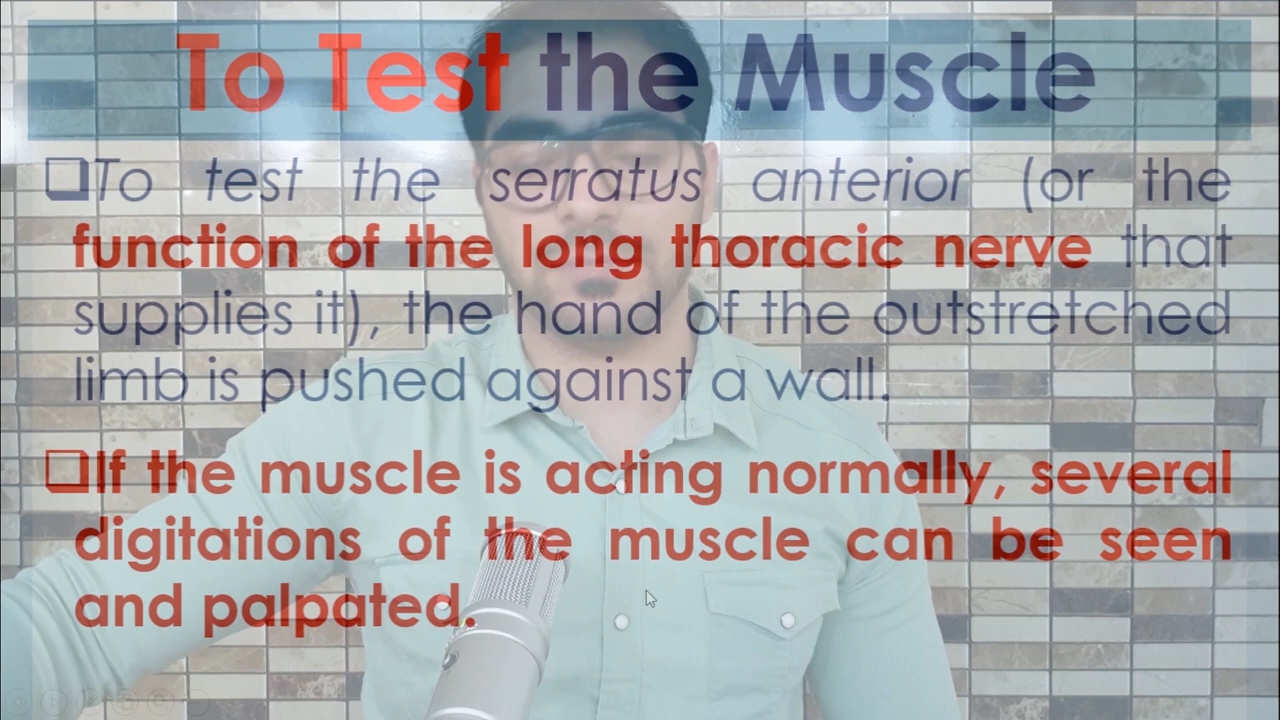 To Test the Muscle
❑To test the serratus anterior (or the
function of the long thoracic nerve that
supplies it), the hand of the outstretched
limb is pushed against a wall.
❑If the muscle is acting normally, several
digitations of the muscle can be seen
and palpated.